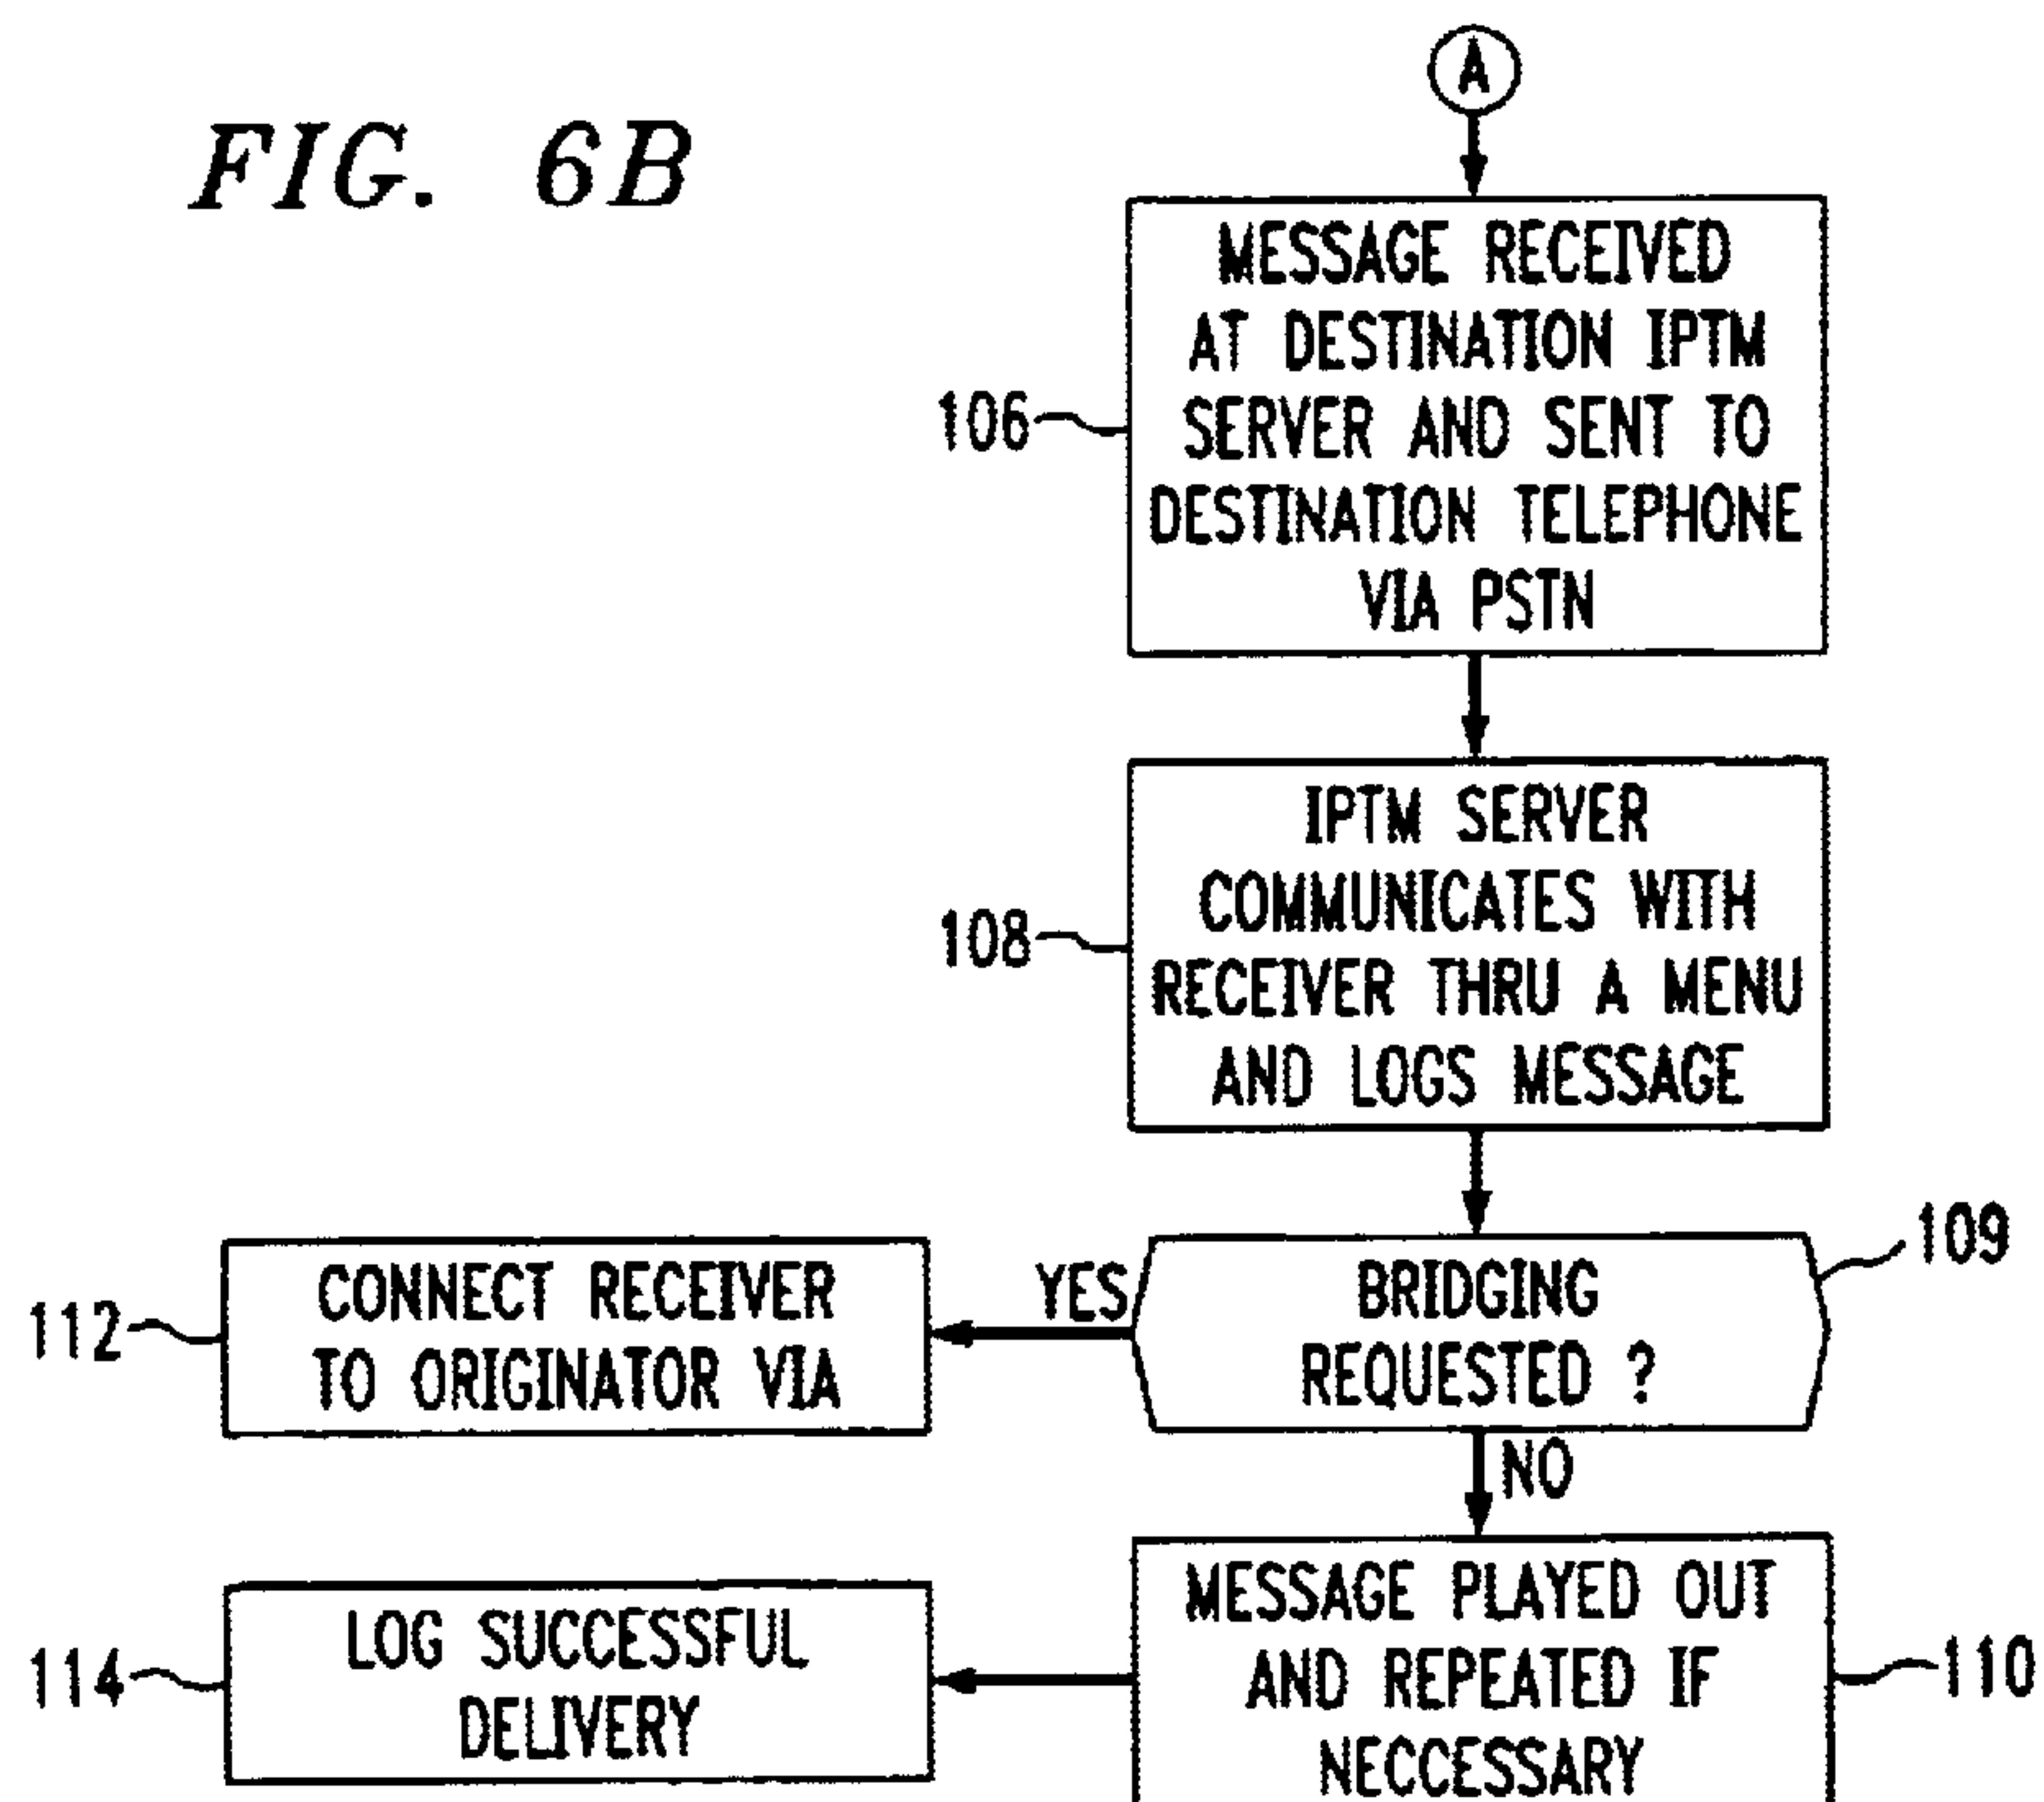 A
FIG. 6B
MESSAGE RECEIVED
AT DESTINATION IPTM
SERVER AND SENT TO
DESTINATION TELEPHONE
VIA PSTN
106
IPTM SERVER
COMMUNICATES WITH
RECEIVER THRU A MENU
AND LOGS MESSAGE
108
BRIDGING
REQUESTED ?
109
YES
CONNECT RECEIVER
TO ORIGINATOR VIA
112
NO
MESSAGE PLAYED OUT
AND REPEATED IF
NECCESSARY
110
LOG SUCCESSFUL
DELIVERY
114